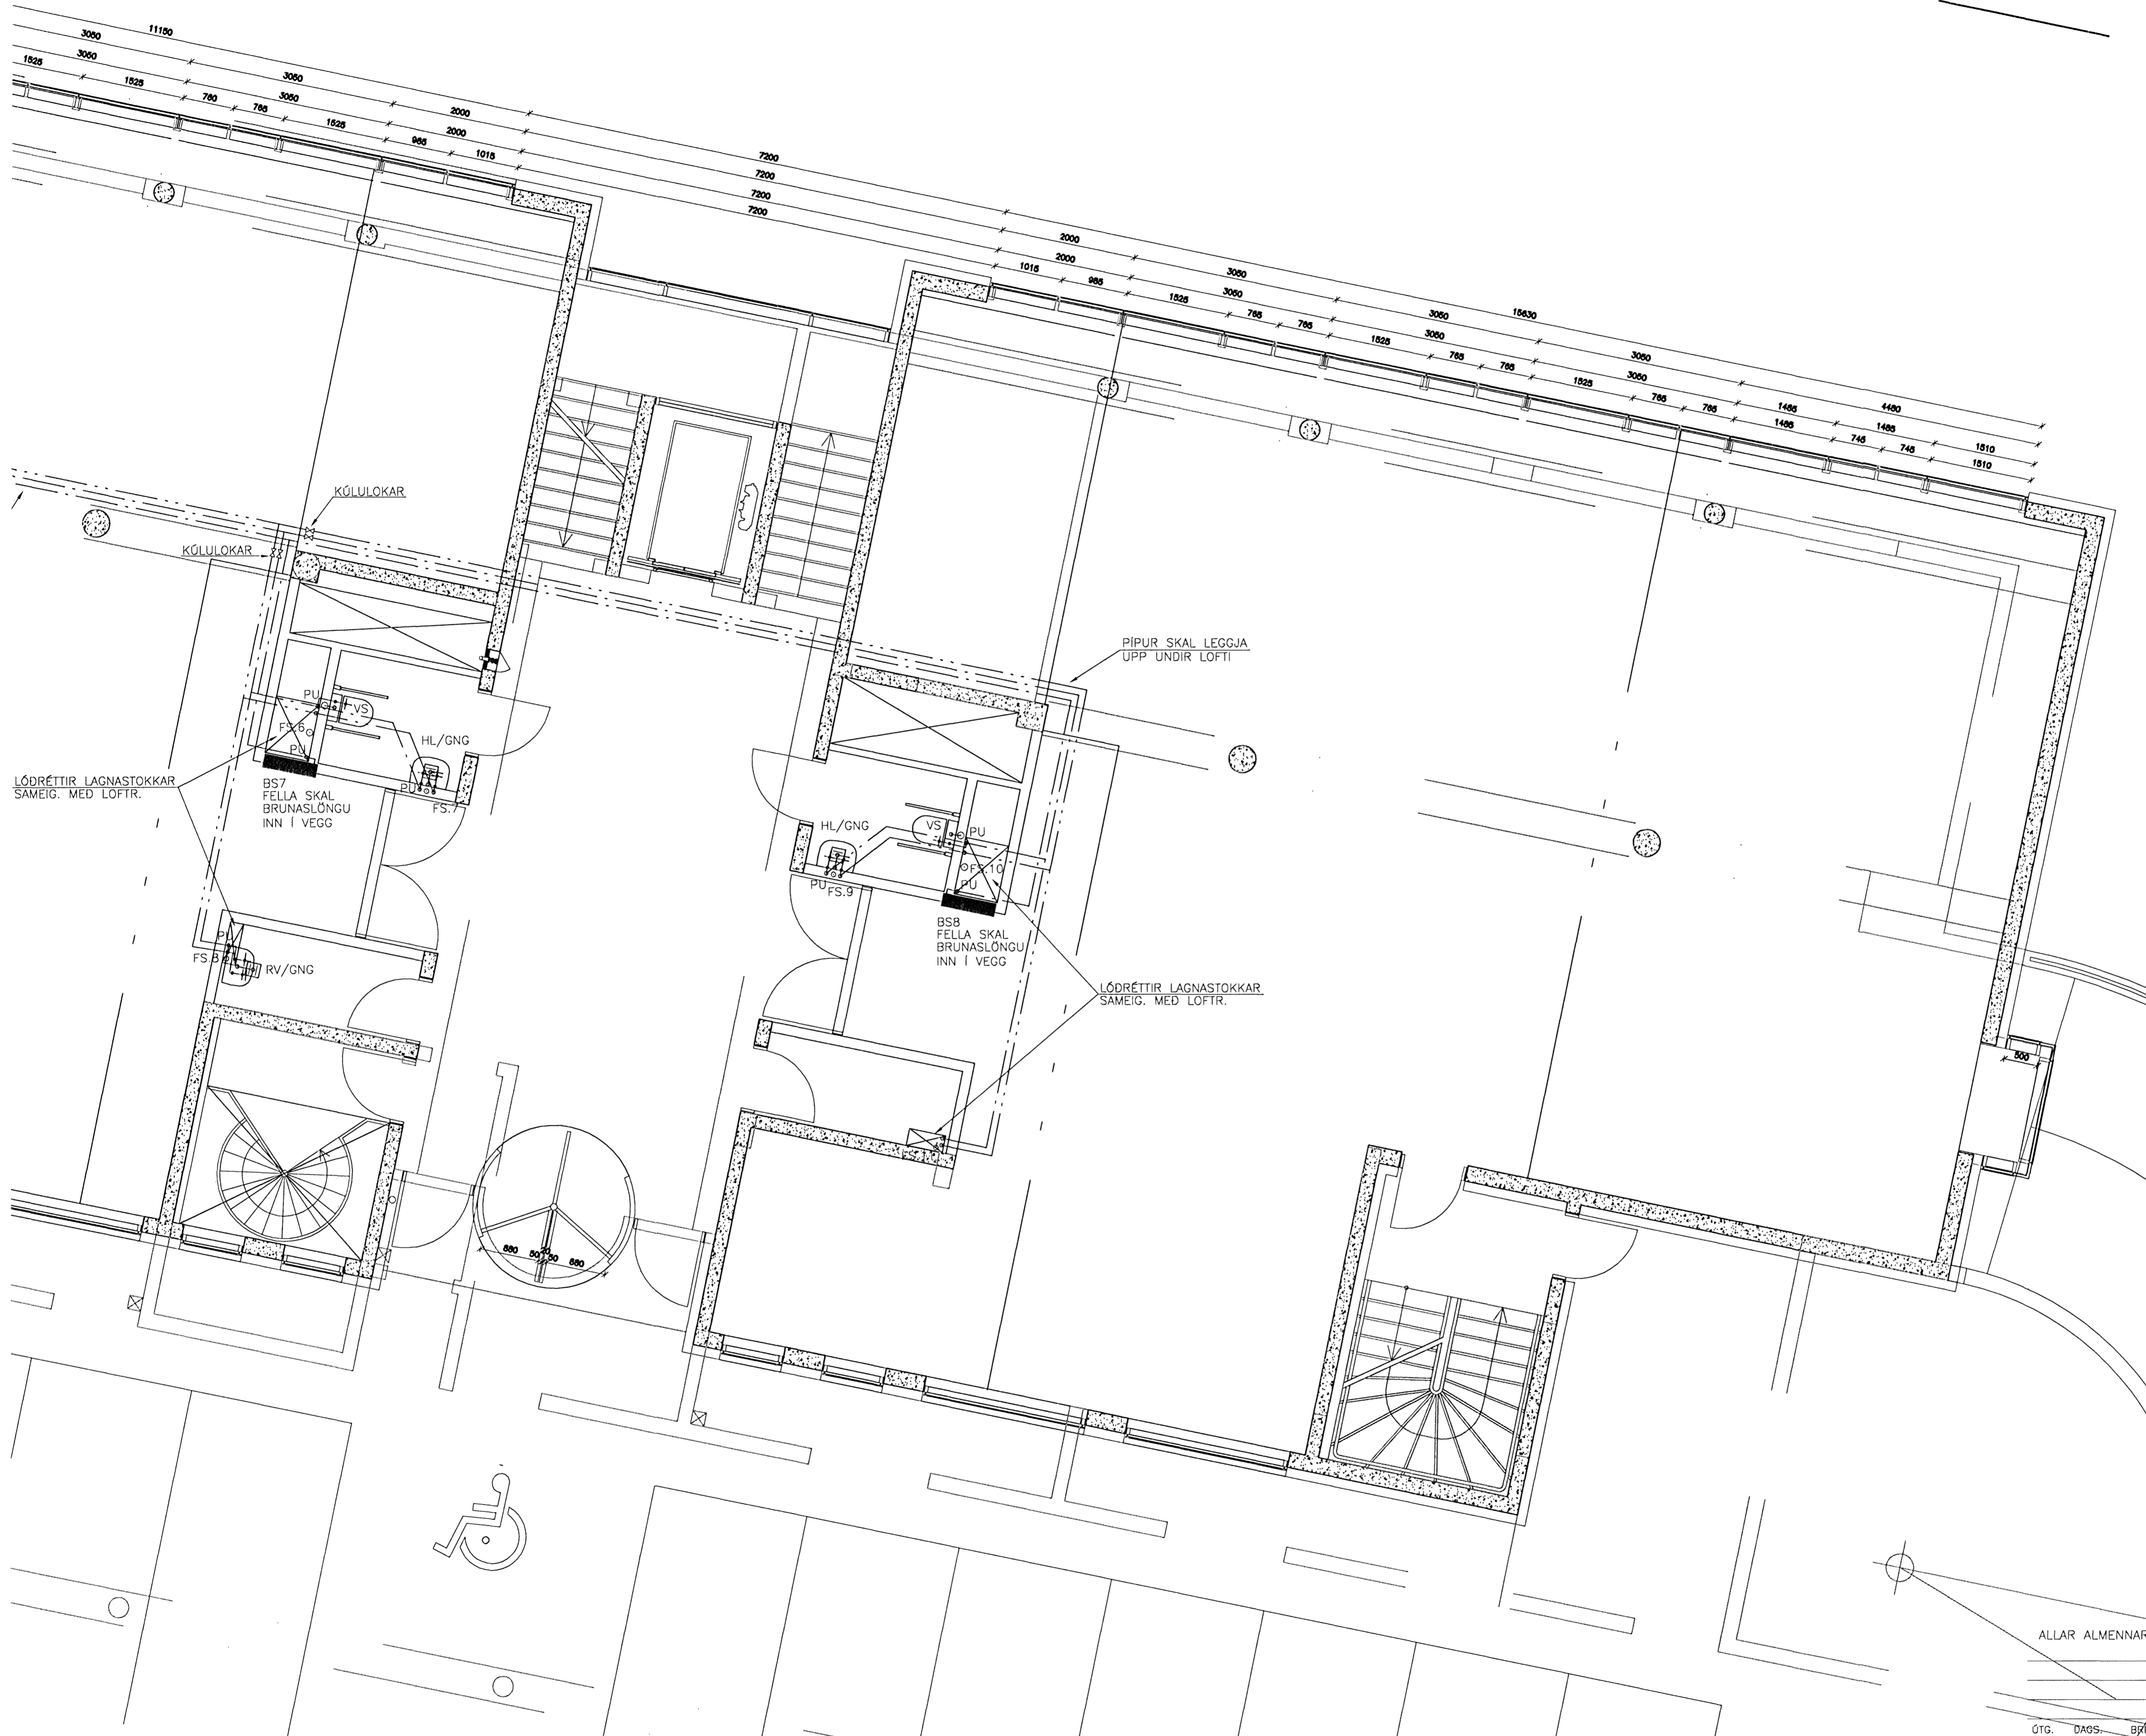 11150
3050
3050
2000
7200
2000
3050
15630
3050
3050
4480
3050
3050
2000
7200
2000
3050
3050
3050
1485
1485
1510
1525
1525
760
765
1525
985
1015
7200
7200
1015
985
1525
765
765
1525
765
765
1525
765
765
1485
745
745
1510
KÚLULOKAR
KÚLULOKAR
PÍPUR SKAL LEGGJA
UPP UNDIR LOFTI
PU
VS
FS.6
PU
HL/GNG
PU
FS.7
LÓÐRÉTTIR LAGNASTOKKAR
SAMEIG. MEÐ LOFTR.
BS7
FELLA SKAL
BRUNASLÖNGU
INN Í VEGG
HL/GNG
VS
PU
FS.10
PU
PU
FS.9
BS8
FELLA SKAL
BRUNASLÖNGU
INN Í VEGG
PU
FS.8
RV/GNG
LÓÐRÉTTIR LAGNASTOKKAR
SAMEIG. MEÐ LOFTR.
500
880
50
20
50
880
ALLAR ALMENNAR
ÚTG. DAGS.